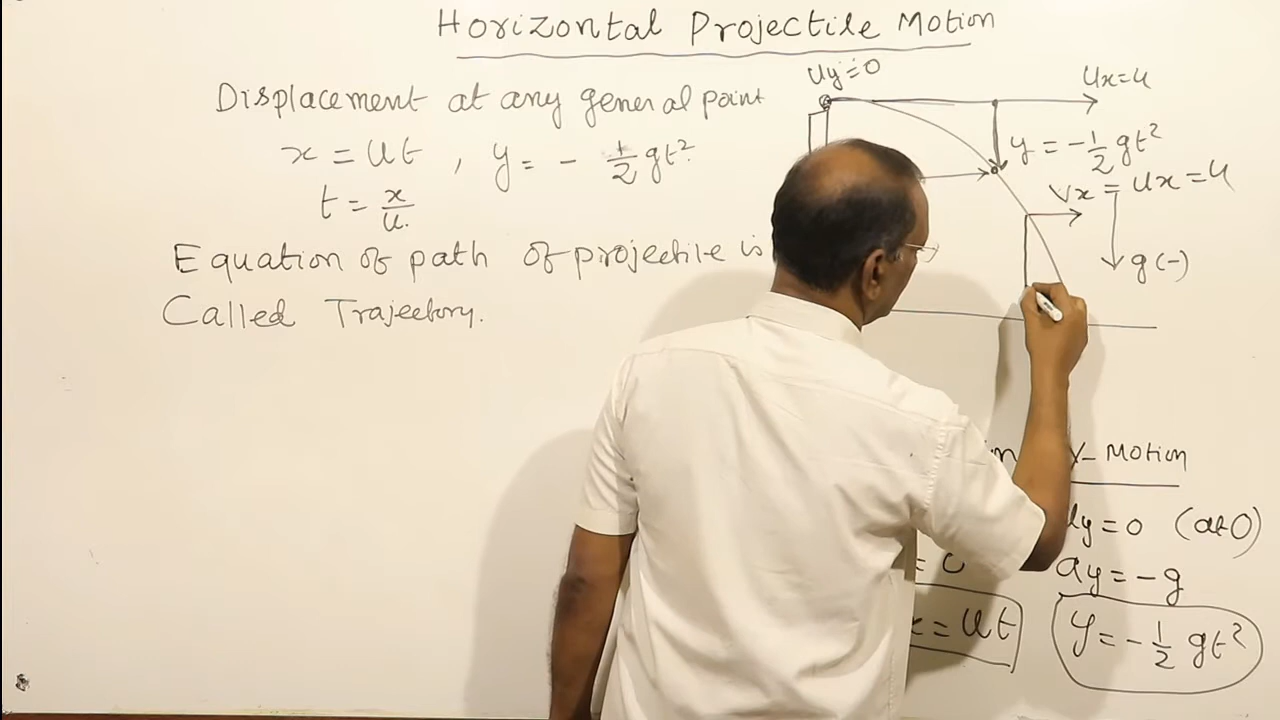 Horizontal Projectile Motion
Displacement at any general point
x = ut , y = - 1/2 gt²
t = x/u.
Equation of path of projectile is
Called Trajectory.
uy = 0
ux = u
y = - 1/2 gt²
vx = ux = u
g (-)
Y- Motion
uy = 0 (at O)
= 0
ay = - g
x = ut
y = - 1/2 gt²